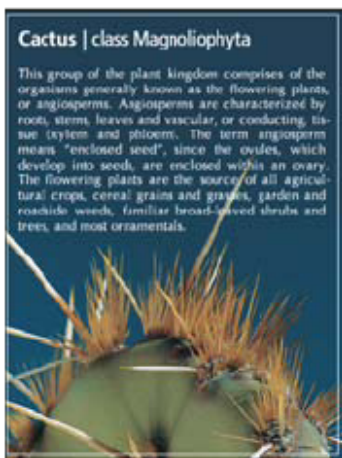 Cactus | class Magnoliophyta
This group of the plant kingdom comprises of the
organisms generally known as the flowering plants,
or angiosperms. Angiosperms are characterized by
roots, stems, leaves and vascular, or conducting, tis-
sue (xylem and phloem). The term angiosperm
means "enclosed seed", since the ovules, which
develop into seeds, are enclosed within an ovary.
The flowering plants are the source of all agricul-
tural crops, cereal grains and grasses, garden and
roadside weeds, familiar broad-leaved shrubs and
trees, and most ornamentals.